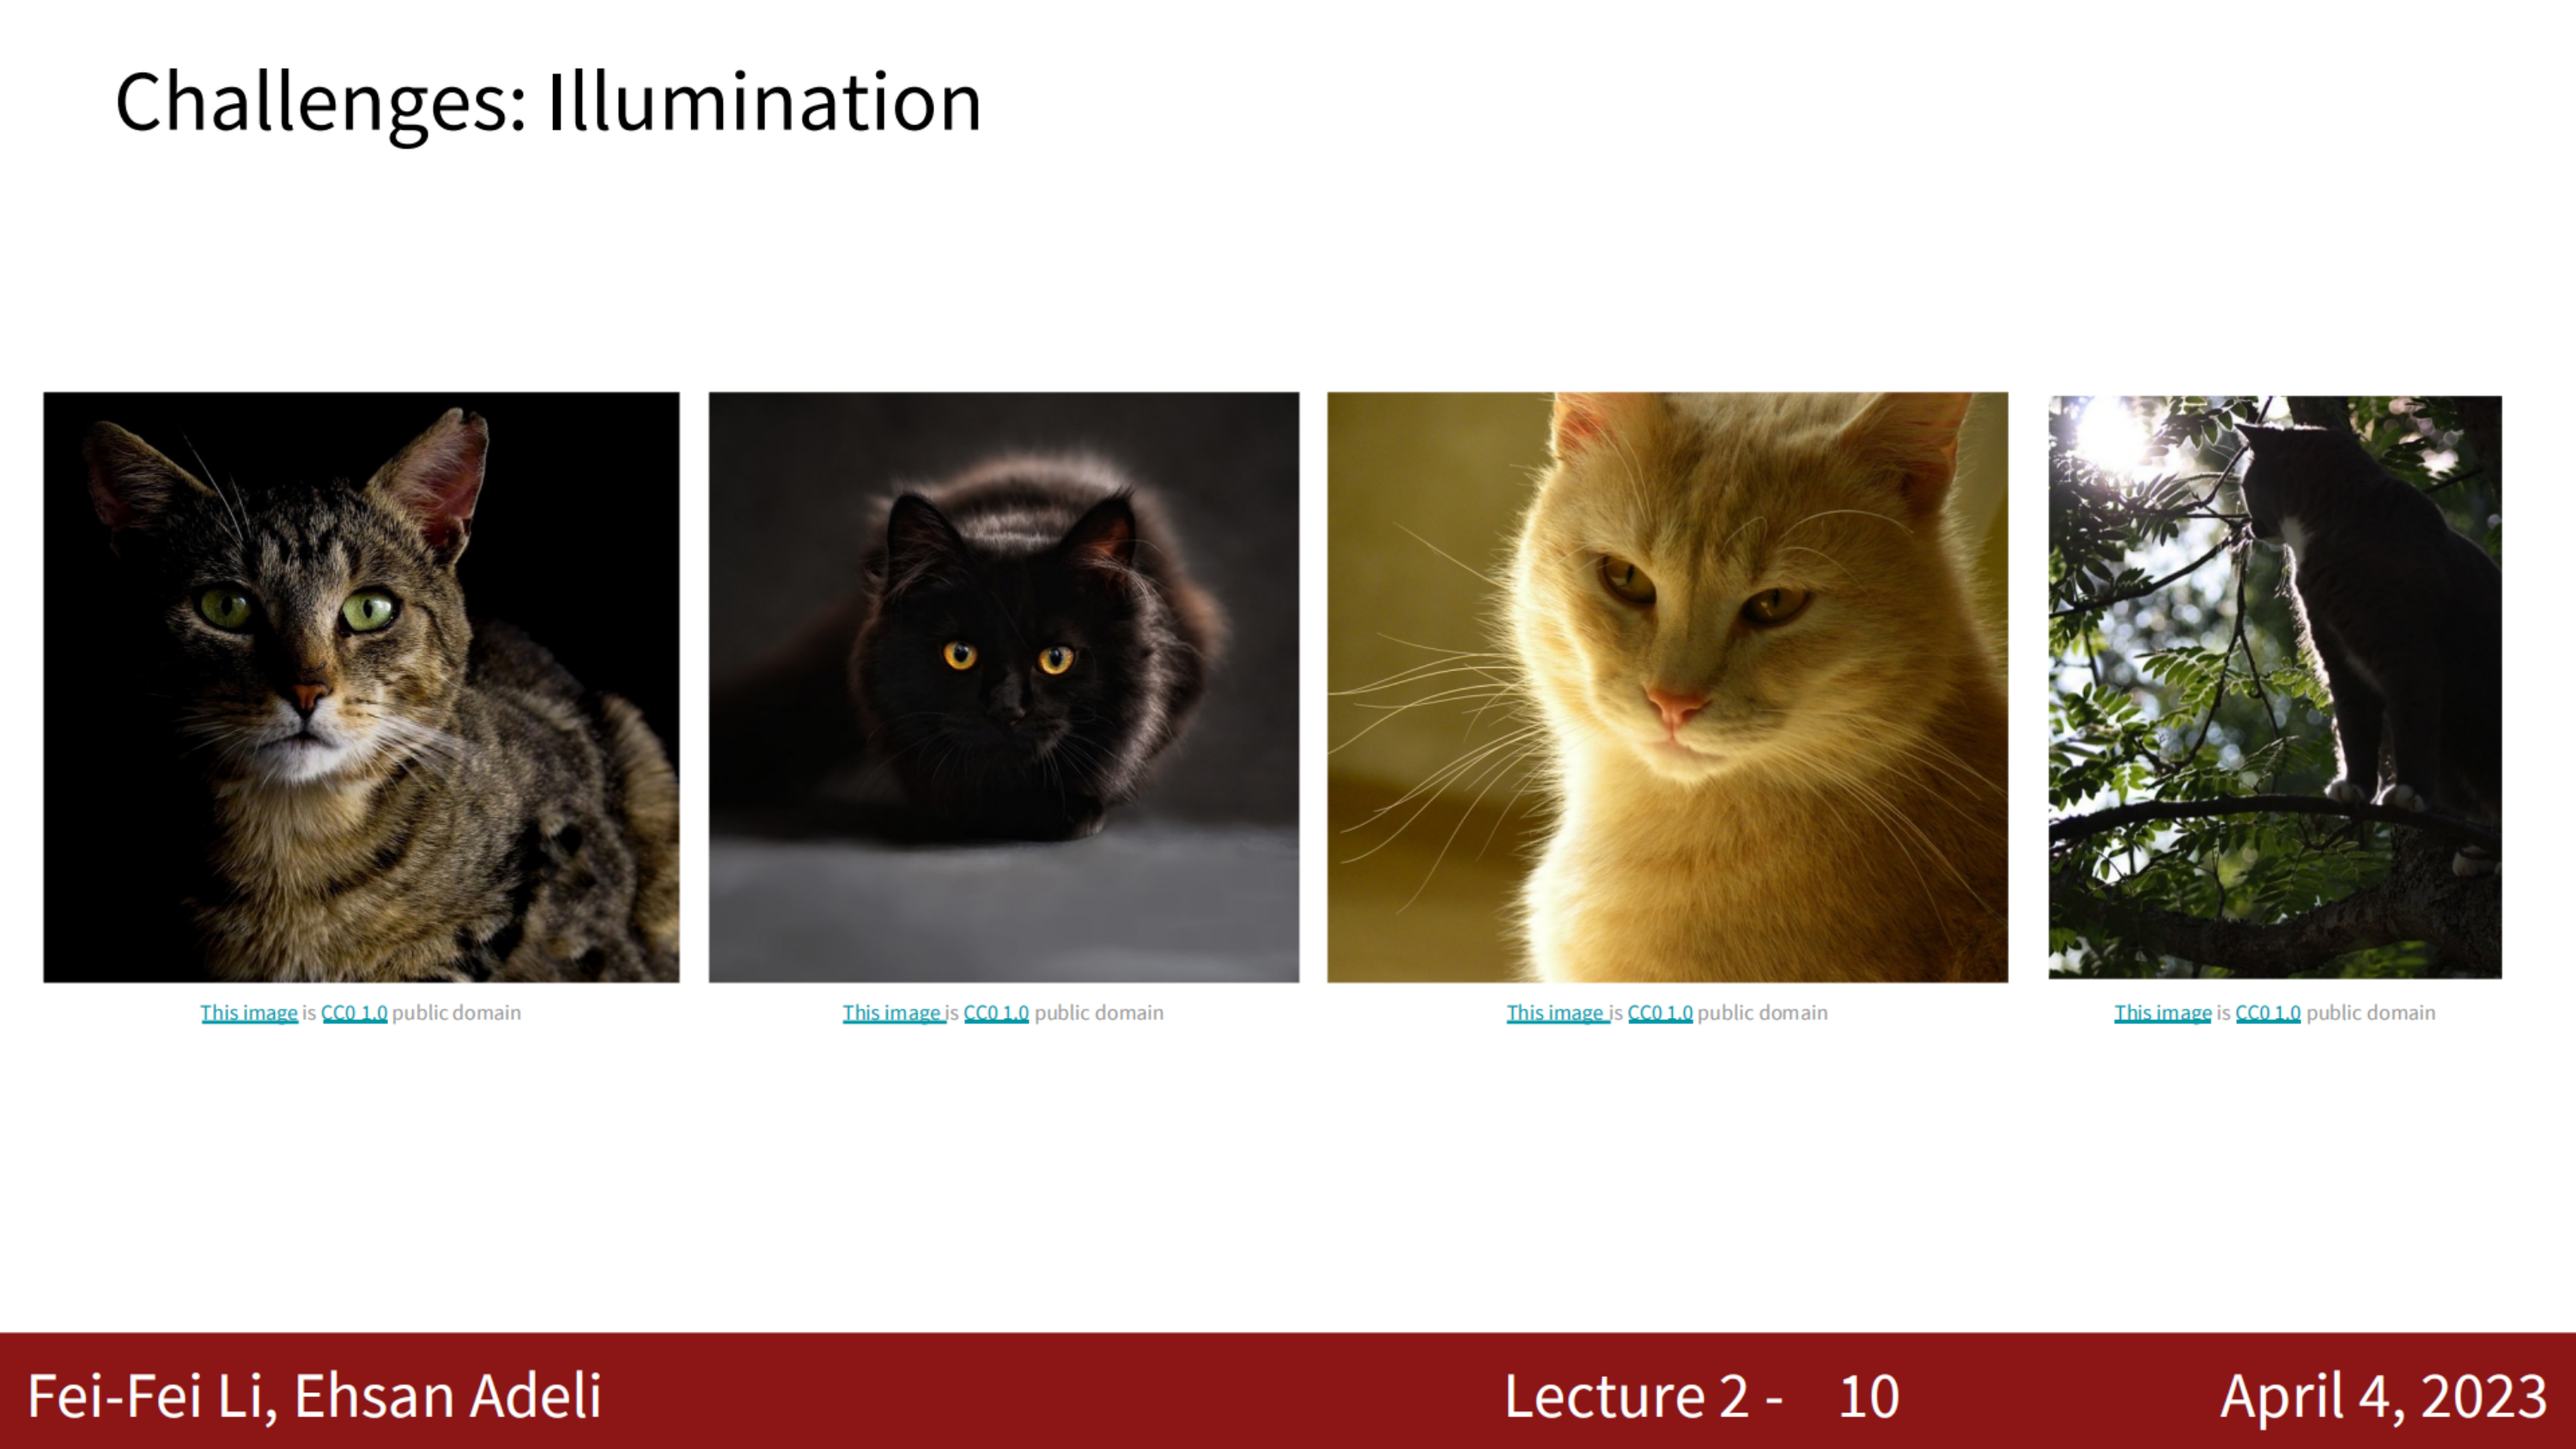 Challenges: Illumination
This image is CC0 1.0 public domain
This image is CC0 1.0 public domain
This image is CC0 1.0 public domain
This image is CC0 1.0 public domain
Fei-Fei Li, Ehsan Adeli
Lecture 2 - 10
April 4, 2023